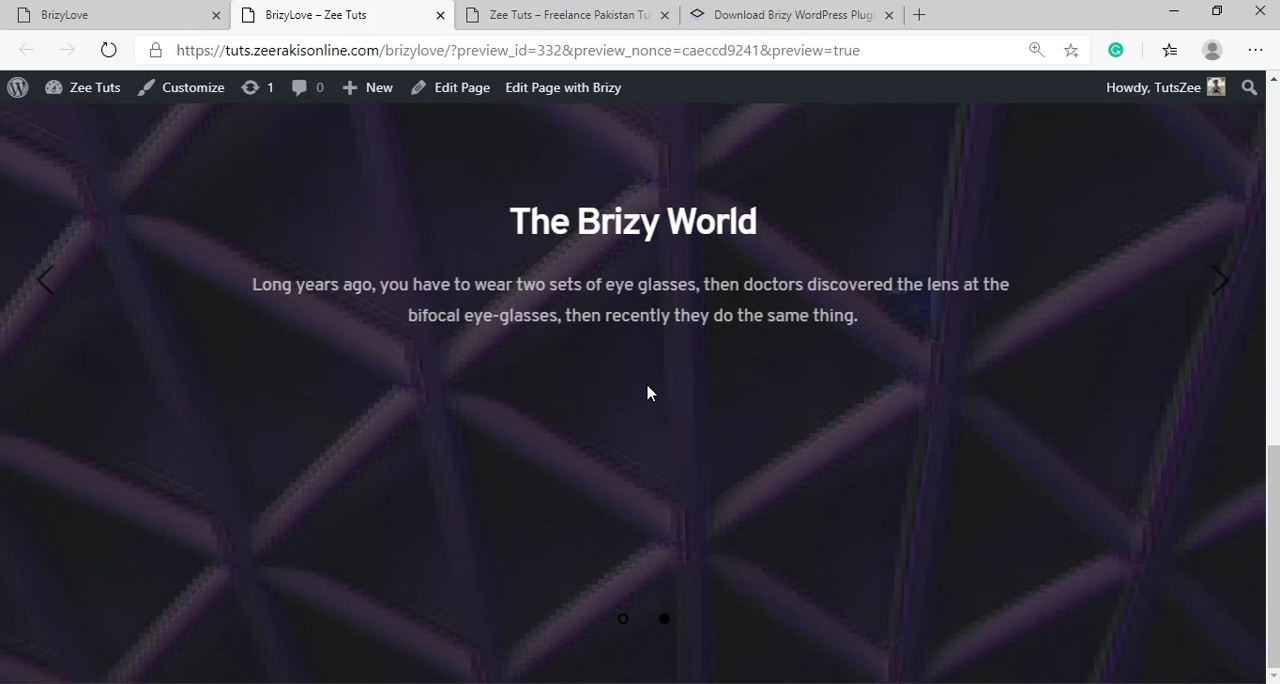 BrizyLove
BrizyLove – Zee Tuts
Zee Tuts – Freelance Pakistan Tut
Download Brizy WordPress Plugi
https://tuts.zeerakisonline.com/brizylove/?preview_id=332&preview_nonce=caeccd9241&preview=true
Zee Tuts
Customize
1
0
New
Edit Page
Edit Page with Brizy
Howdy, TutsZee
The Brizy World
Long years ago, you have to wear two sets of eye glasses, then doctors discovered the lens at the
bifocal eye-glasses, then recently they do the same thing.